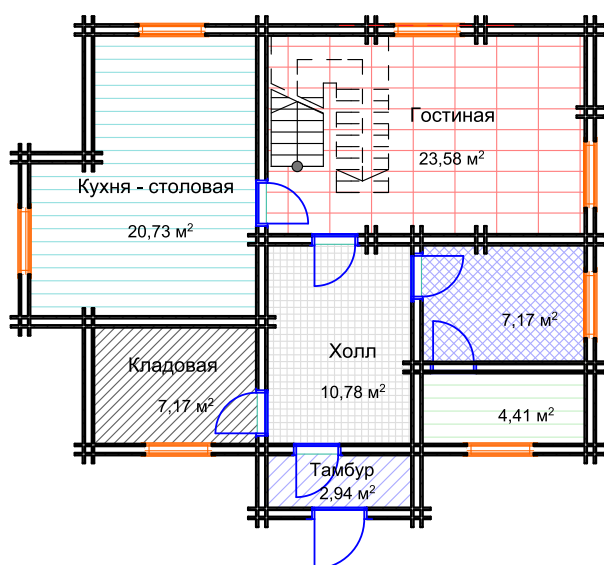 Гостиная
23,58 м²
Кухня - столовая
20,73 м²
7,17 м²
Холл
10,78 м²
Кладовая
7,17 м²
4,41 м²
Тамбур
2,94 м²